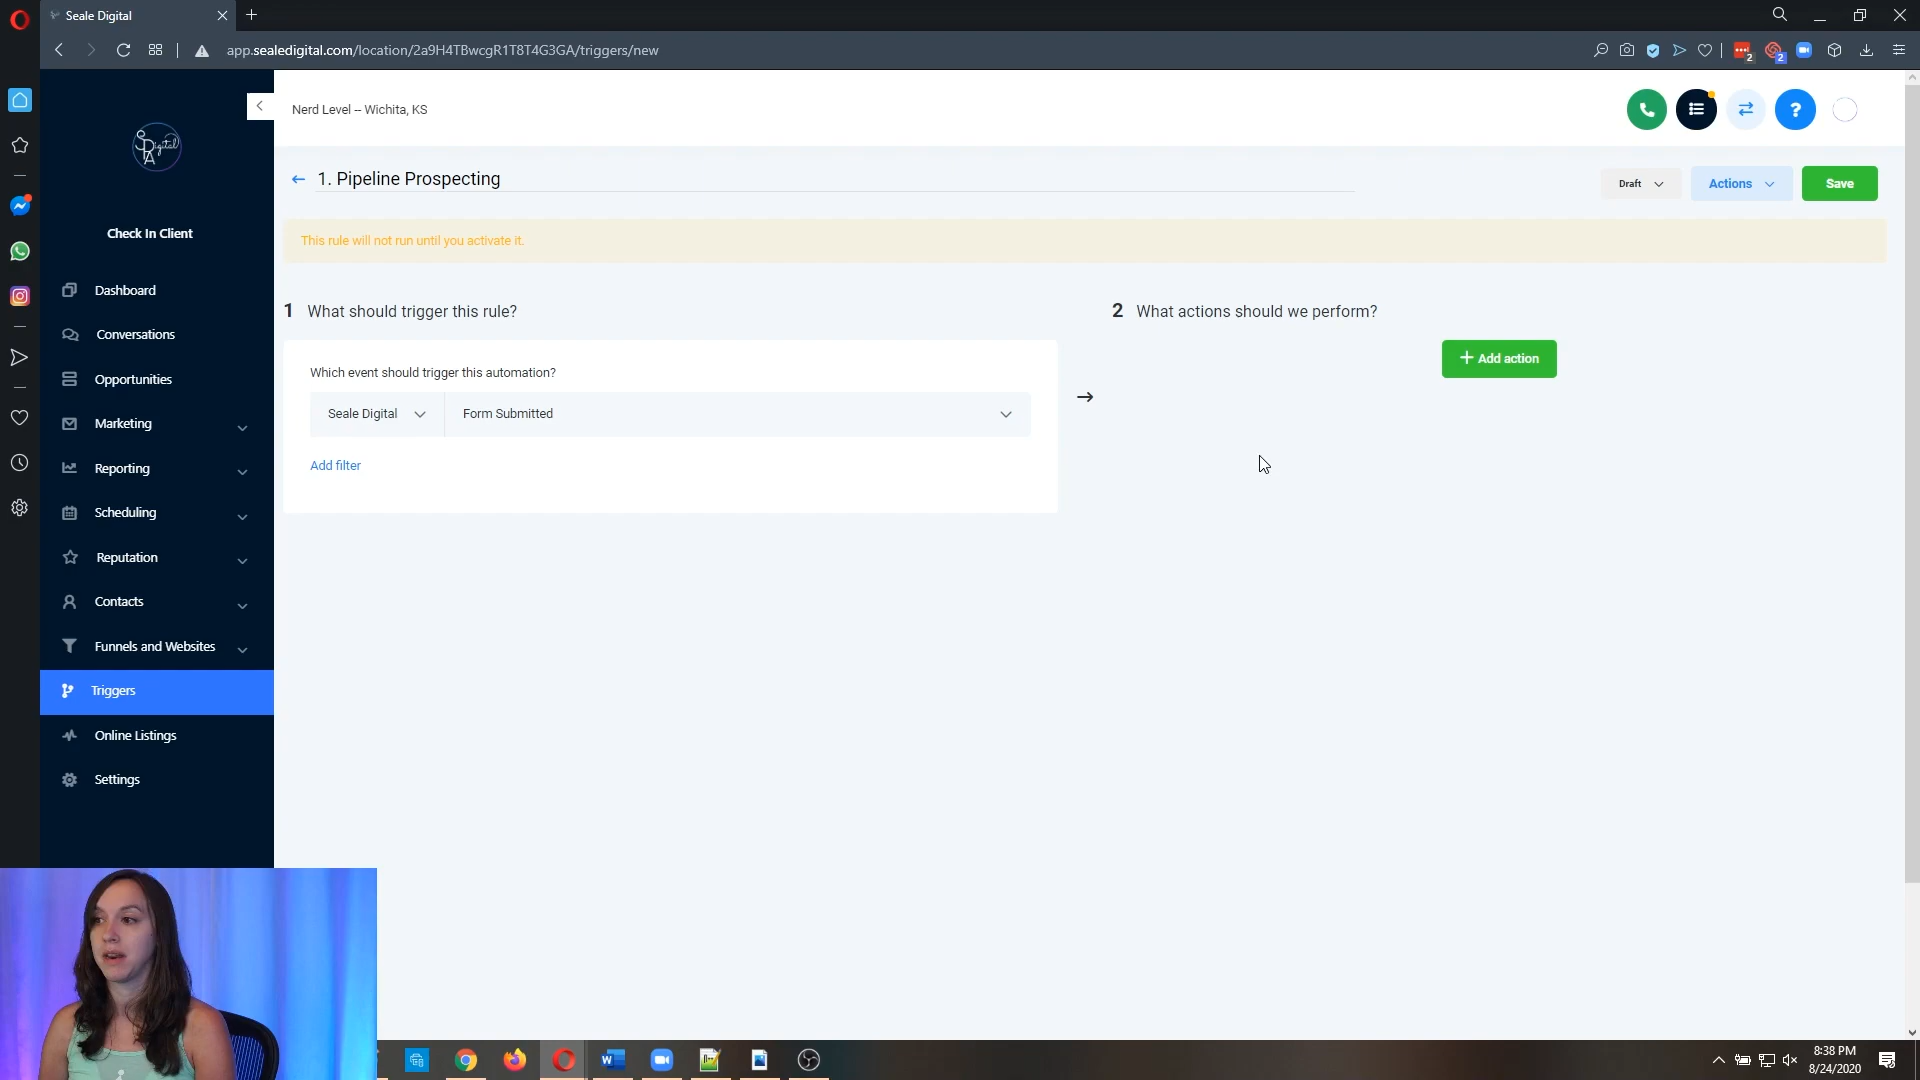 Seale Digital
app.sealedigital.com/location/2a9H4TBwcgR1T8T4G3GA/triggers/new
2
2
Nerd Level -- Wichita, KS
?
Check In Client
Dashboard
Conversations
Opportunities
Marketing
Reporting
Scheduling
Reputation
Contacts
Funnels and Websites
Triggers
Online Listings
Settings
1. Pipeline Prospecting
Draft
Actions
Save
This rule will not run until you activate it.
1 What should trigger this rule?
Which event should trigger this automation?
Seale Digital
Form Submitted
Add filter
2 What actions should we perform?
+ Add action
8:38 PM
8/24/2020